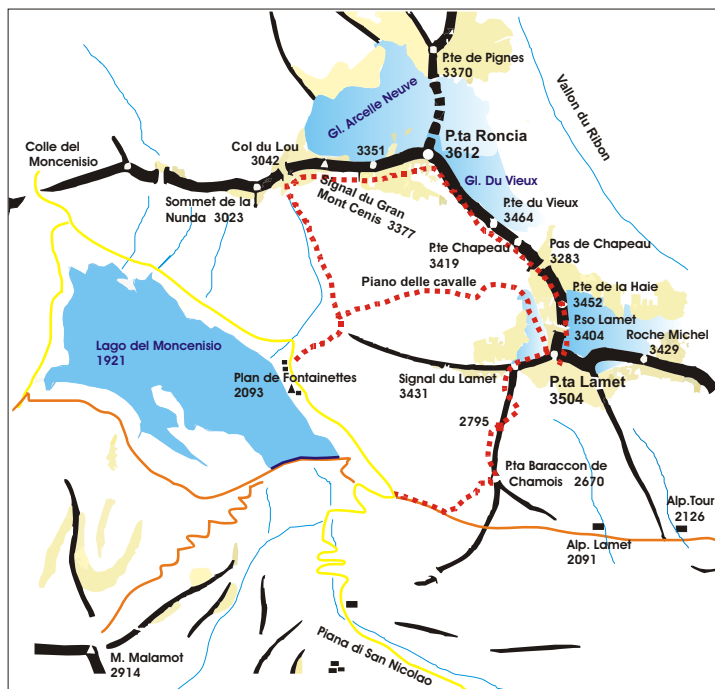 P.te de Pignes
3370
Gl. Arcelle Neuve
Vallon du Ribon
P.ta Roncia
3612
Col du Lou
3042
3351
Colle del
Moncenisio
Signal du Gran
Mont Cenis 3377
Gl. Du Vieux
Sommet de la
Nunda 3023
P.te du Vieux
3464
P.te Chapeau
3419
Pas de Chapeau
3283
Piano delle cavalle
P.te de la Haie
3452
P.so Lamet
3404
Roche Michel
3429
Lago del Moncenisio
1921
Plan de Fontainettes
2093
Signal du Lamet
3431
P.ta Lamet
3504
2795
P.ta Baraccon de
Chamois 2670
Alp.Tour
2126
Alp. Lamet
2091
M. Malamot
2914
Piana di San Nicolao